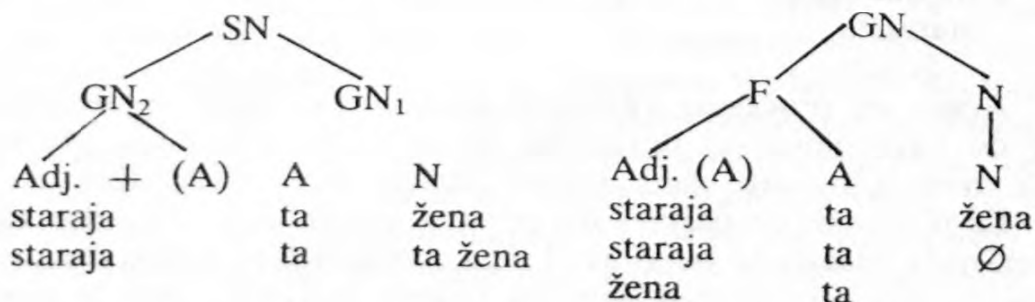 SN GN
GN₂ GN₁ F N
Adj. + (A) A N Adj. (A) A N
staraja ta žena staraja ta žena
staraja ta ta žena staraja ta Ø
žena ta